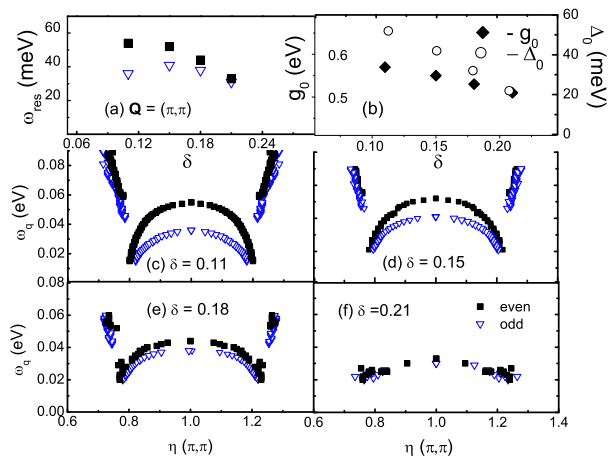 ω_res (meV)
60
40
20
(a) Q = (π,π)
0.06 0.12 0.18 0.24
δ
g_0 (eV)
0.6
0.5
- g_0
- Δ_0
(b)
60
40
20
0
Δ_0 (meV)
0.10 0.15 0.20
δ
ω_q (eV)
0.08
0.06
0.04
0.02
(c) δ = 0.11
(d) δ = 0.15
ω_q (eV)
0.08
0.06
0.04
0.02
0.00
(e) δ = 0.18
(f) δ =0.21
even
odd
0.6 0.8 1.0 1.2
0.6 0.8 1.0 1.2 1.4
η (π,π)
η (π,π)